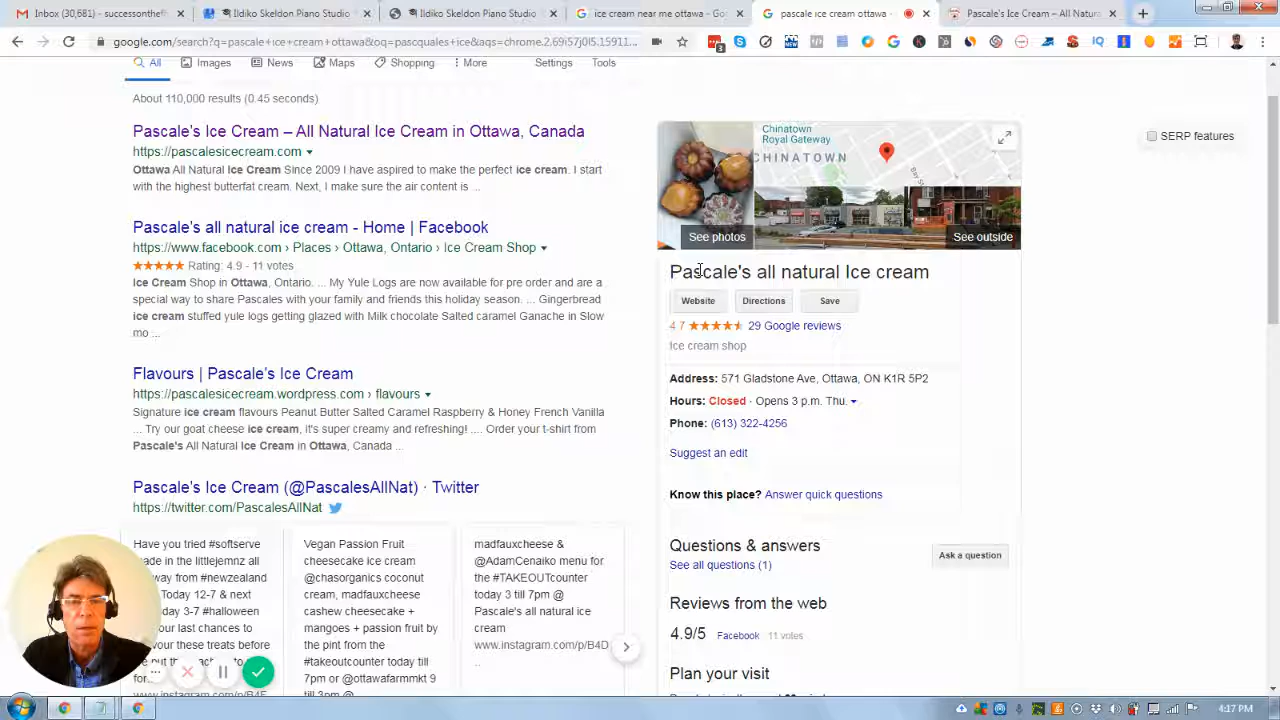 Inbox (30,681) - successonthef
Ildiko Skeldon Piano Studio
Ildiko Skeldon Piano Studio
ice cream near me ottawa - Go
pascale ice cream ottawa
Pascale's Ice Cream – All Natura
google.com/search?q=pascale+ice+cream+ottawa&oq=pascquales+ice&aqs=chrome.2.69i57j0l5.15911...
All
Images
News
Maps
Shopping
More
Settings
Tools
About 110,000 results (0.45 seconds)
SERP features
Pascale's Ice Cream – All Natural Ice Cream in Ottawa, Canada
https://pascalesicecream.com
Ottawa All Natural Ice Cream Since 2009 I have aspired to make the perfect ice cream. I start
with the highest butterfat cream. Next, I make sure the air content is ...
Pascale's all natural ice cream - Home | Facebook
https://www.facebook.com › Places › Ottawa, Ontario › Ice Cream Shop
Rating: 4.9 - 11 votes
Ice Cream Shop in Ottawa, Ontario. ... My Yule Logs are now available for pre order and are a
special way to share Pascales with your family and friends this holiday season. ... Gingerbread
ice cream stuffed yule logs getting glazed with Milk chocolate Salted caramel Ganache in Slow
mo ...
Flavours | Pascale's Ice Cream
https://pascalesicecream.wordpress.com › flavours
Signature ice cream flavours Peanut Butter Salted Caramel Raspberry & Honey French Vanilla
... Try our goat cheese ice cream, it's super creamy and refreshing! .... Order your t-shirt from
Pascale's All Natural Ice Cream in Ottawa, Canada ...
Pascale's Ice Cream (@PascalesAllNat) · Twitter
https://twitter.com/PascalesAllNat
Have you tried #softserve
made in the littlejemnz all
way from #newzealand
Today 12-7 & next
day 3-7 #halloween
your last chances to
your these treats before
Vegan Passion Fruit
cheesecake ice cream
@chasorganics coconut
cream, madfauxcheese
cashew cheesecake +
mangoes + passion fruit by
the pint from the
#takeoutcounter today till
7pm or @ottawafarmmkt 9
till 3pm @
madfauxcheese &
@AdamCenaiko menu for
the #TAKEOUTcounter
today 3 till 7pm @
Pascale's all natural ice
cream
www.instagram.com/p/B4D
...
Chinatown
Royal Gateway
CHINATOWN
Bay S
See photos
See outside
Pascale's all natural Ice cream
Website
Directions
Save
4.7
29 Google reviews
Ice cream shop
Address: 571 Gladstone Ave, Ottawa, ON K1R 5P2
Hours: Closed · Opens 3 p.m. Thu.
Phone: (613) 322-4256
Suggest an edit
Know this place? Answer quick questions
Questions & answers
See all questions (1)
Ask a question
Reviews from the web
4.9/5
Facebook
11 votes
Plan your visit
4:17 PM